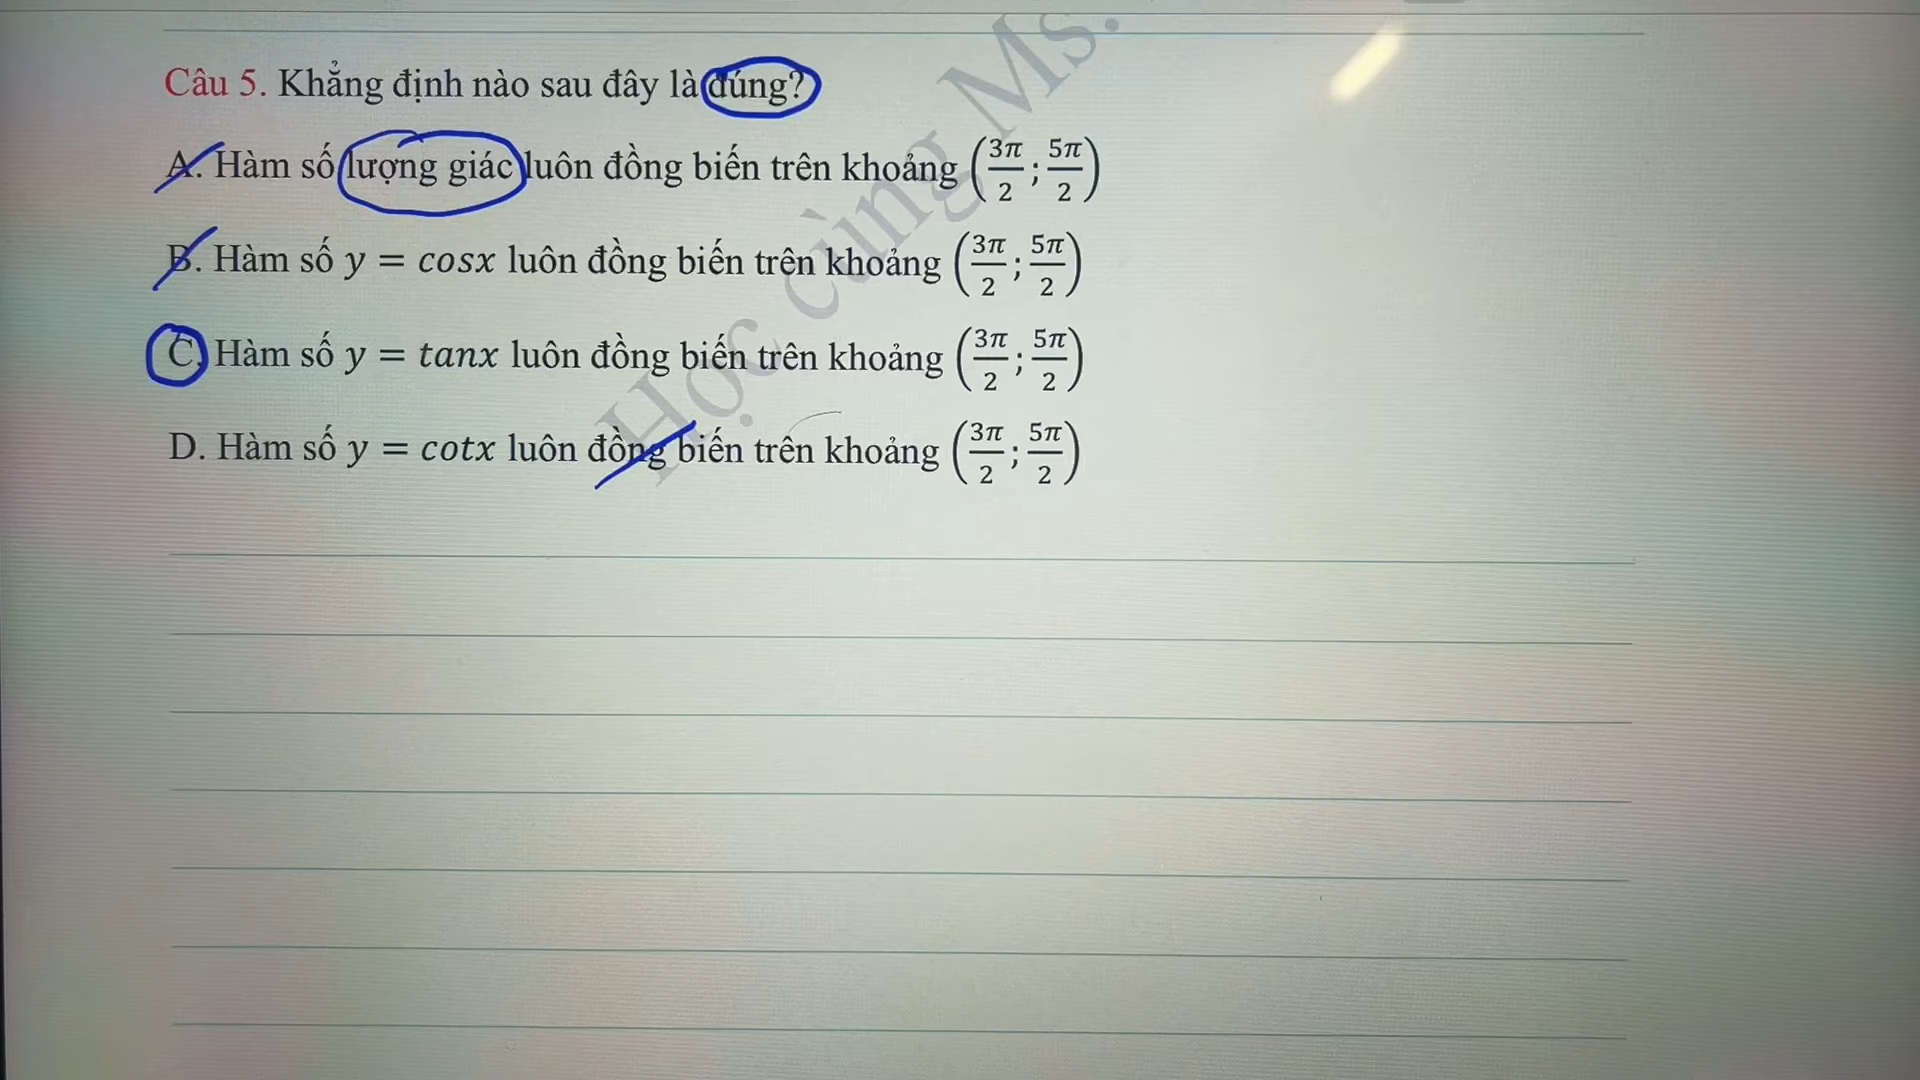 Câu 5. Khẳng định nào sau đây là đúng?
A. Hàm số lượng giác luôn đồng biến trên khoảng (3π/2 ; 5π/2)
B. Hàm số y = cosx luôn đồng biến trên khoảng (3π/2 ; 5π/2)
C. Hàm số y = tanx luôn đồng biến trên khoảng (3π/2 ; 5π/2)
D. Hàm số y = cotx luôn đồng biến trên khoảng (3π/2 ; 5π/2)
Học cùng Ms.